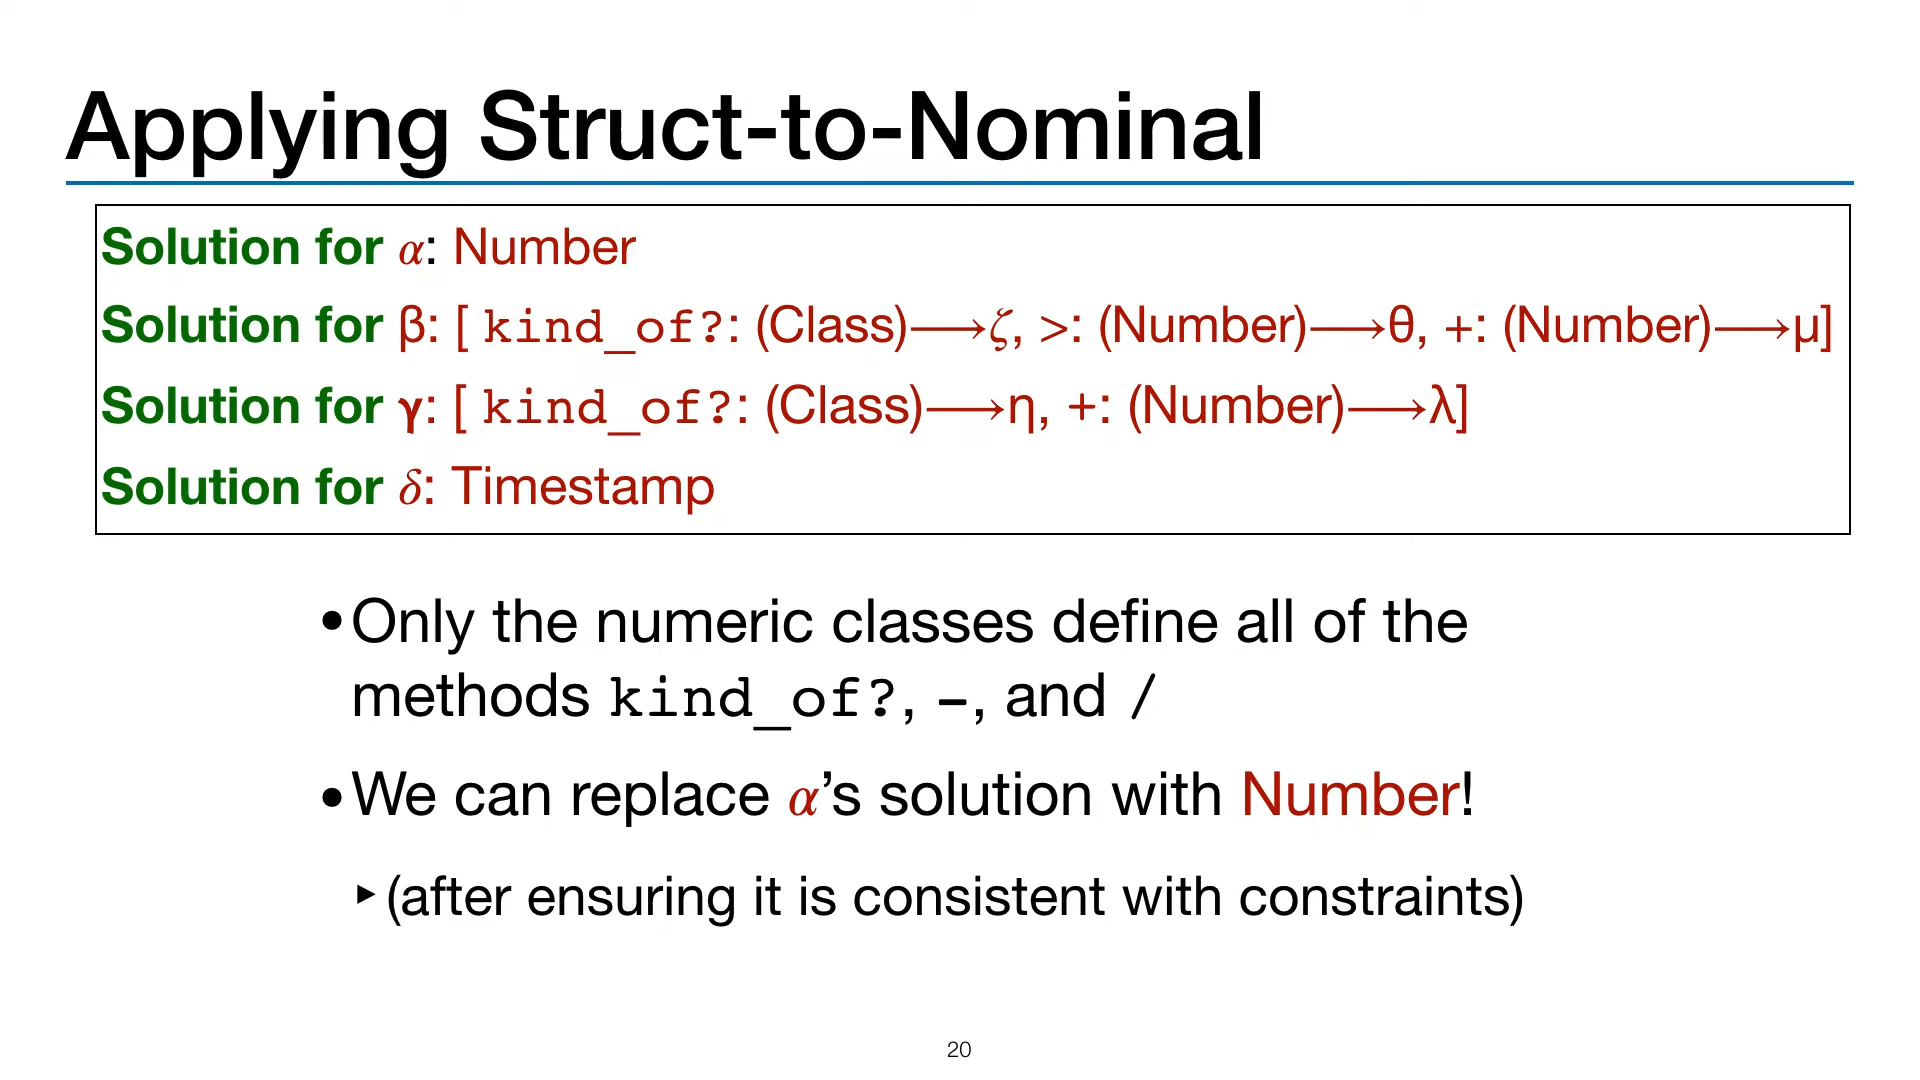 Applying Struct-to-Nominal
Solution for α: Number
Solution for β: [ kind_of?: (Class)⟶ζ, >: (Number)⟶θ, +: (Number)⟶μ]
Solution for γ: [ kind_of?: (Class)⟶η, +: (Number)⟶λ]
Solution for δ: Timestamp
•Only the numeric classes define all of the
methods kind_of?, -, and /
•We can replace α’s solution with Number!
‣(after ensuring it is consistent with constraints)
20